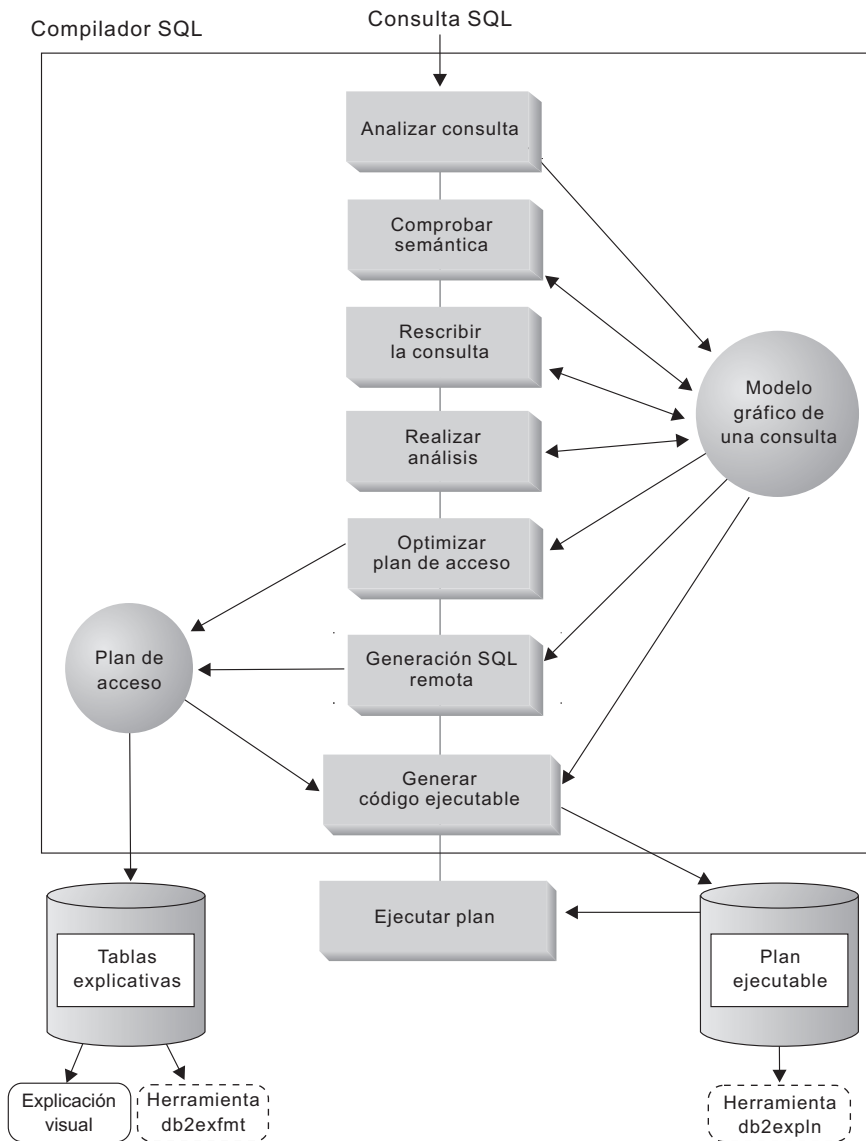 Compilador SQL
Consulta SQL
Analizar consulta
Comprobar
semántica
Rescribir
la consulta
Realizar
análisis
Modelo
gráfico de
una consulta
Optimizar
plan de acceso
Plan de
acceso
Generación SQL
remota
Generar
código ejecutable
Ejecutar plan
Tablas
explicativas
Plan
ejecutable
Explicación
visual
Herramienta
db2exfmt
Herramienta
db2expln